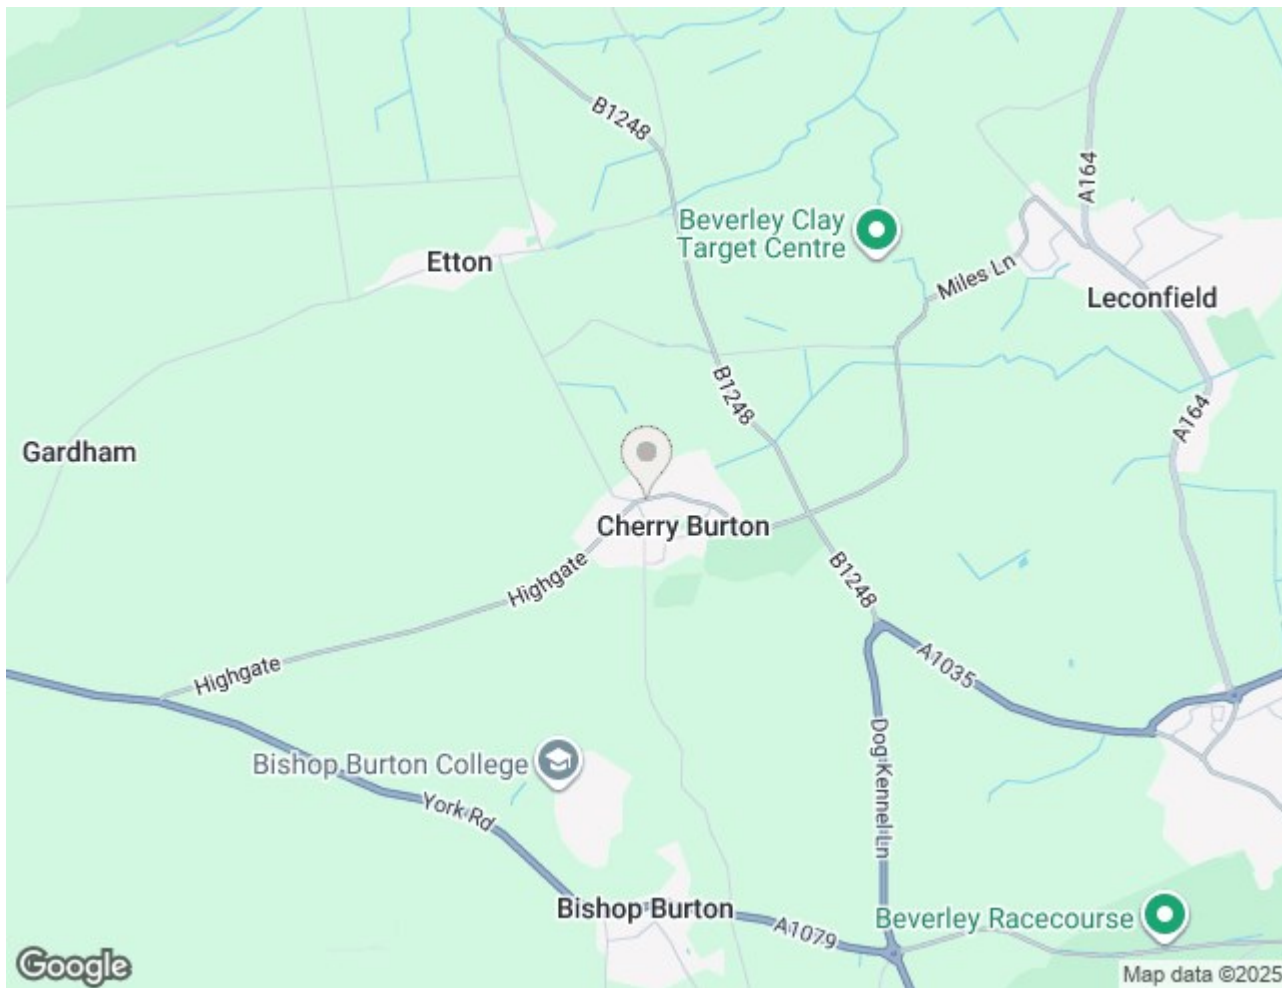 B1248
A164
Beverley Clay
Target Centre
Etton
Miles Ln
Leconfield
B1248
A164
Gardham
Cherry Burton
Highgate
B1248
Highgate
A1035
Dog Kennel Ln
Bishop Burton College
York Rd
Bishop Burton
A1079
Beverley Racecourse
Google
Map data ©2025